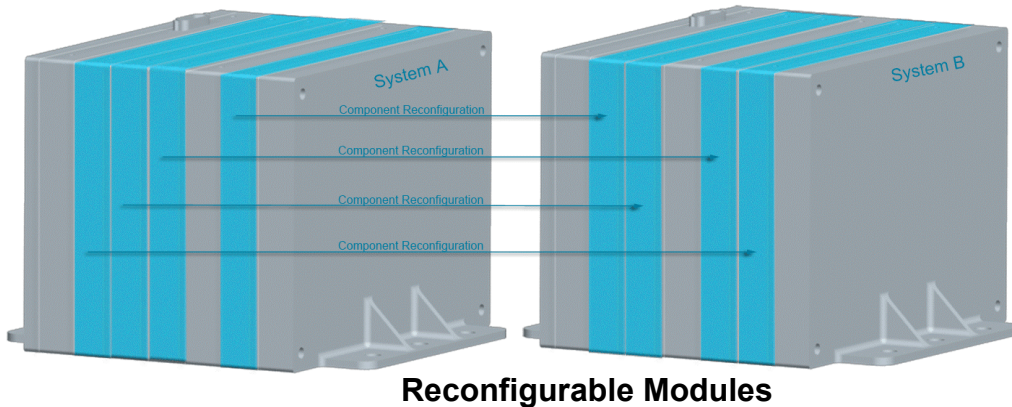 System A
System B
Component Reconfiguration
Component Reconfiguration
Component Reconfiguration
Component Reconfiguration
Reconfigurable Modules